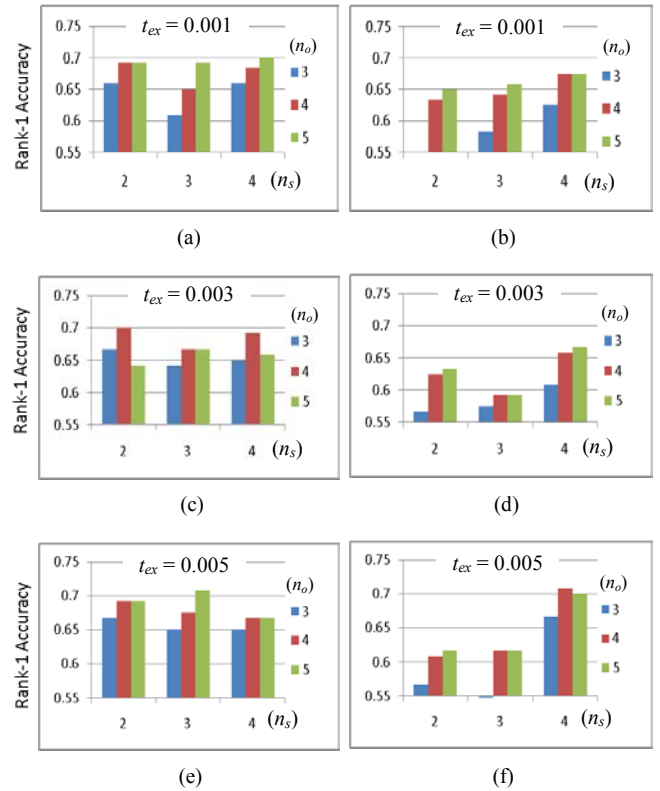 t_ex = 0.001
(n_o)
0.75
0.7
0.65
0.6
0.55
Rank-1 Accuracy
3
4
5
2 3 4 (n_s)
(a)
t_ex = 0.001
(n_o)
0.75
0.7
0.65
0.6
0.55
3
4
5
2 3 4 (n_s)
(b)
t_ex = 0.003
(n_o)
0.75
0.7
0.65
0.6
0.55
Rank-1 Accuracy
3
4
5
2 3 4 (n_s)
(c)
t_ex = 0.003
(n_o)
0.75
0.7
0.65
0.6
0.55
3
4
5
2 3 4 (n_s)
(d)
t_ex = 0.005
(n_o)
0.75
0.7
0.65
0.6
0.55
Rank-1 Accuracy
3
4
5
2 3 4 (n_s)
(e)
t_ex = 0.005
(n_o)
0.75
0.7
0.65
0.6
0.55
3
4
5
2 3 4 (n_s)
(f)